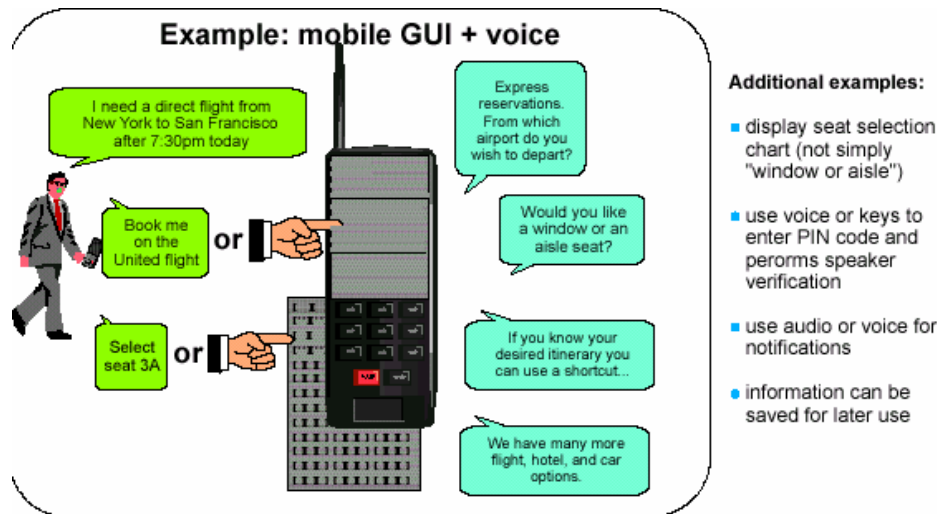 Example: mobile GUI + voice
I need a direct flight from
New York to San Francisco
after 7:30pm today
Book me
on the
United flight
or
Select
seat 3A
or
Express
reservations.
From which
airport do you
wish to depart?
Would you like
a window or an
aisle seat?
If you know your
desired itinerary you
can use a shortcut...
We have many more
flight, hotel, and car
options.
Additional examples:
display seat selection
chart (not simply
"window or aisle")
use voice or keys to
enter PIN code and
perorms speaker
verification
use audio or voice for
notifications
information can be
saved for later use